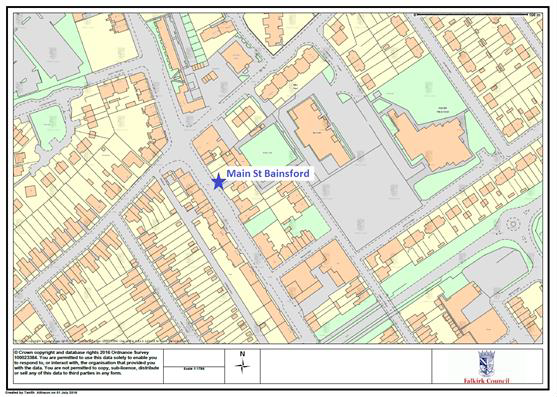 100 m
Main St Bainsford
© Crown copyright and database rights 2016 Ordnance Survey
100023384. You are permitted to use this data solely to enable you
to respond to, or interact with, the organisation that provided you
with the data. You are not permitted to copy, sub-licence, distribute
or sell any of this data to third parties in any form.
N
Falkirk Council